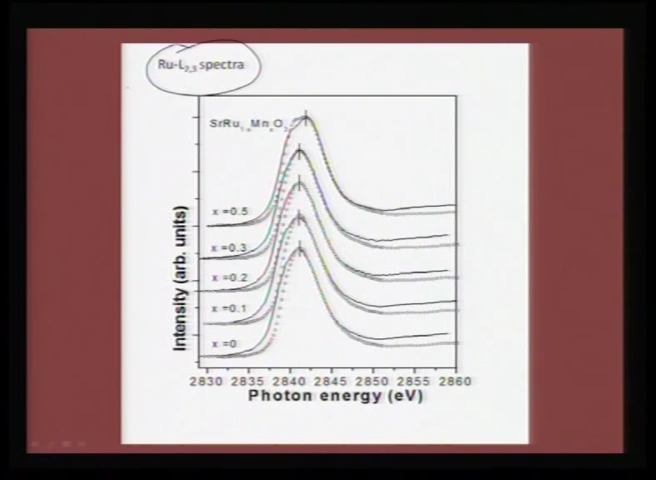 Ru-L2,3 spectra
SrRu1-xMnxO3
x =0.5
x =0.3
x =0.2
x =0.1
x =0
Intensity (arb. units)
2830 2835 2840 2845 2850 2855 2860
Photon energy (eV)